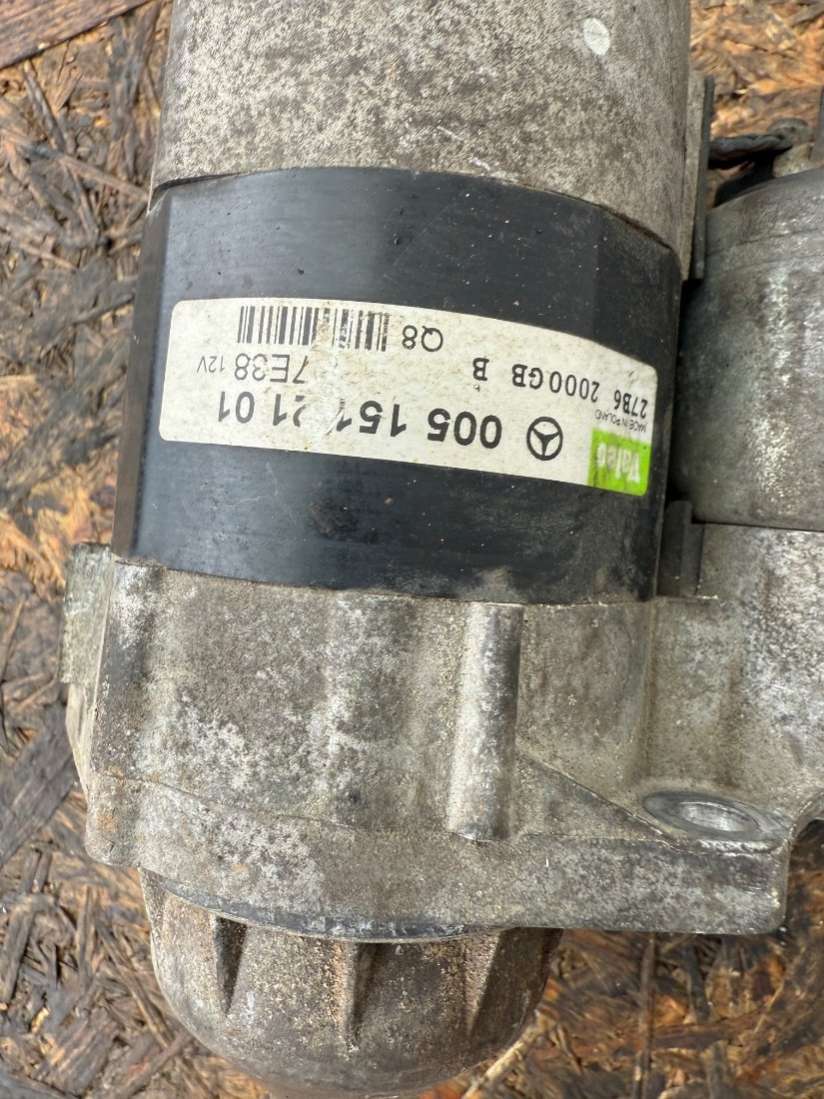 Valeo
005 151 21 01
MADE IN POLAND
27B6 2000GB B 7E38 12V
Q8